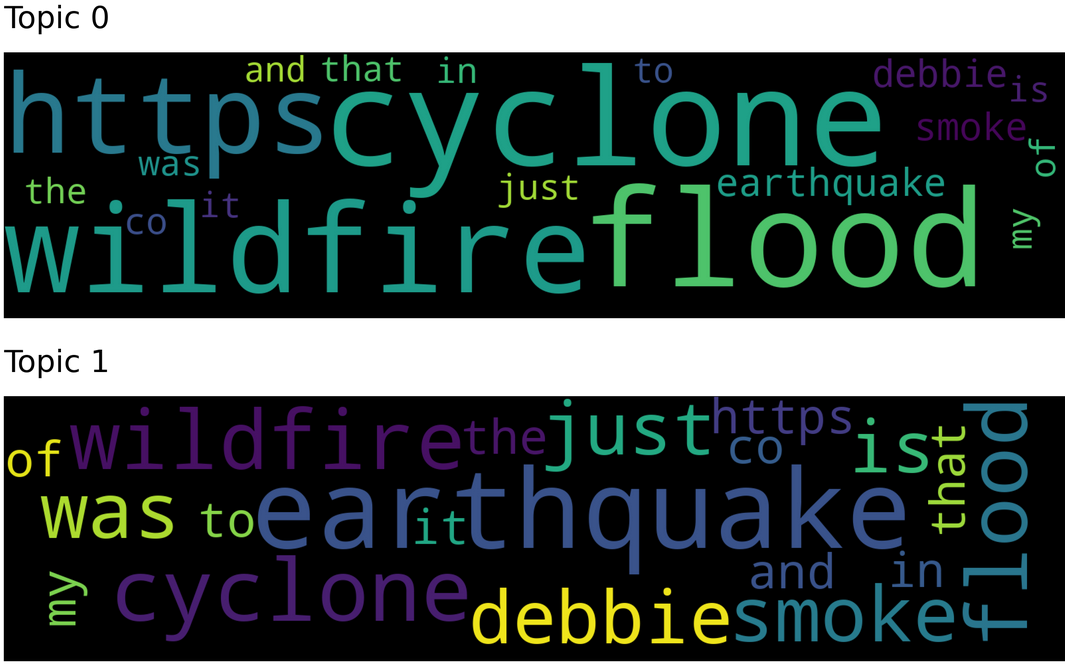 Topic 0
and that in to debbie is
https cyclone smoke
was of
the just earthquake
co it
wildfire flood my
Topic 1
of wildfire the just https co is that flood
was to earthquake it
and in
my cyclone debbie smoke